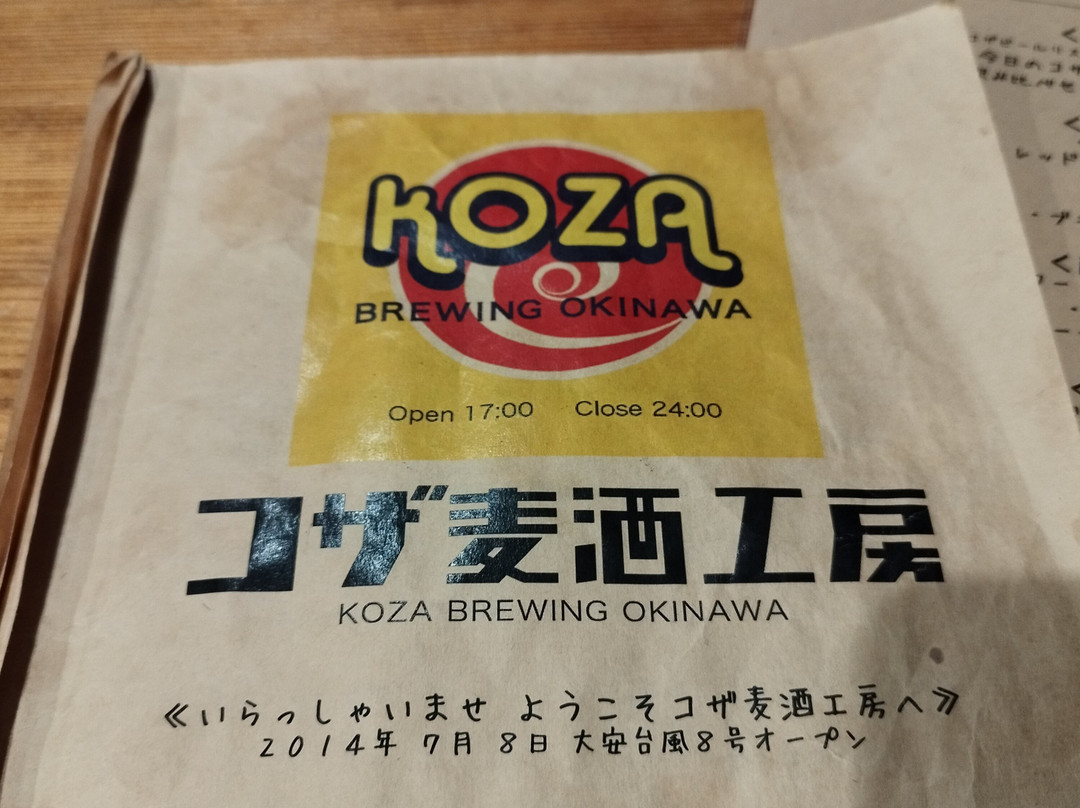 KOZA
BREWING OKINAWA
Open 17:00 Close 24:00
コザ麦酒工房
KOZA BREWING OKINAWA
≪いらっしゃいませ ようこそコザ麦酒工房へ≫
2014年 7月 8日 大安台風8号オープン